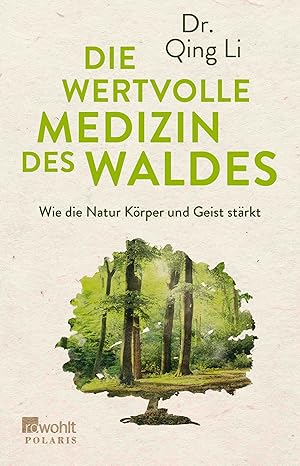 Dr.
Qing Li
DIE
WERTVOLLE
MEDIZIN
DES WALDES
Wie die Natur Körper und Geist stärkt
rowohlt
POLARIS